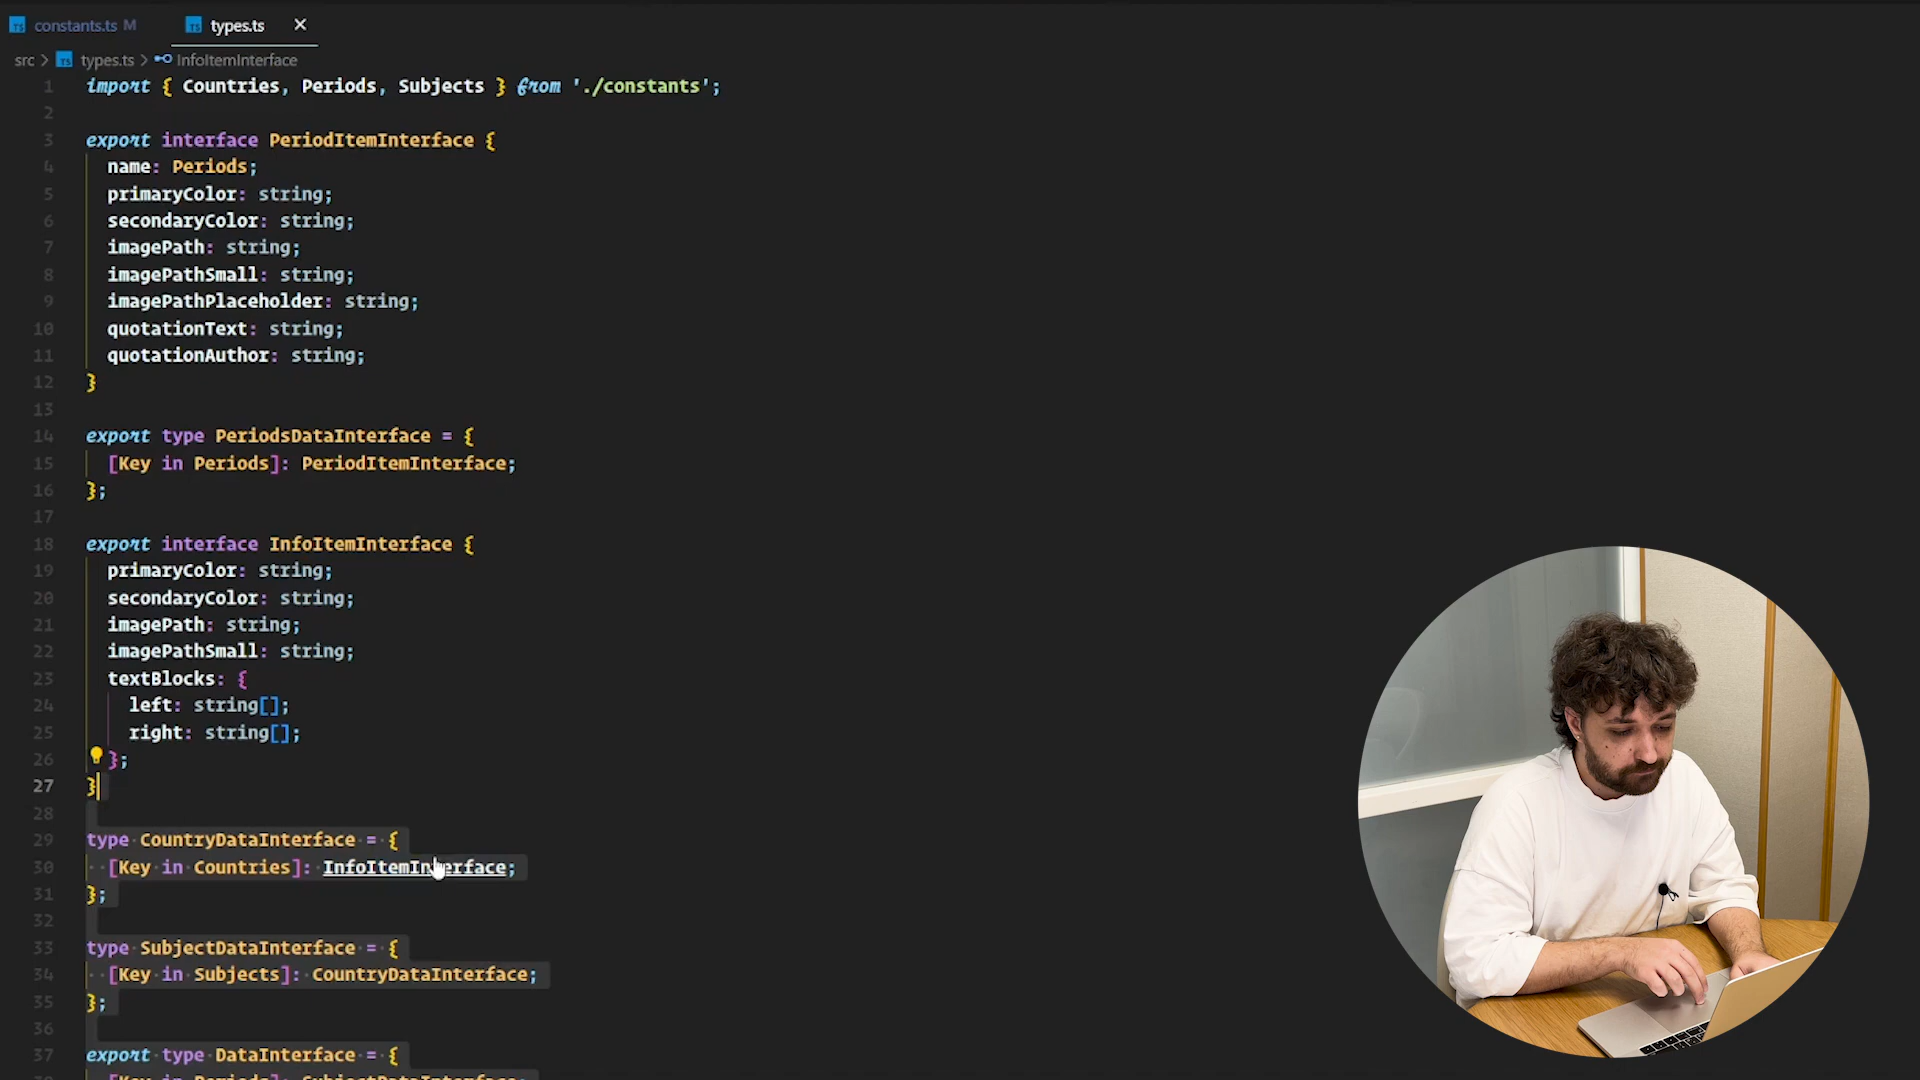 constants.ts M
types.ts
src > types.ts > InfoItemInterface
1 import { Countries, Periods, Subjects } from './constants';
2
3 export interface PeriodItemInterface {
4 name: Periods;
5 primaryColor: string;
6 secondaryColor: string;
7 imagePath: string;
8 imagePathSmall: string;
9 imagePathPlaceholder: string;
10 quotationText: string;
11 quotationAuthor: string;
12 }
13
14 export type PeriodsDataInterface = {
15 [Key in Periods]: PeriodItemInterface;
16 };
17
18 export interface InfoItemInterface {
19 primaryColor: string;
20 secondaryColor: string;
21 imagePath: string;
22 imagePathSmall: string;
23 textBlocks: {
24 left: string[];
25 right: string[];
26 };
27 }
28
29 type CountryDataInterface = {
30 [Key in Countries]: InfoItemInterface;
31 };
32
33 type SubjectDataInterface = {
34 [Key in Subjects]: CountryDataInterface;
35 };
36
37 export type DataInterface = {
38 [Key in Periods]: SubjectDataInterface;